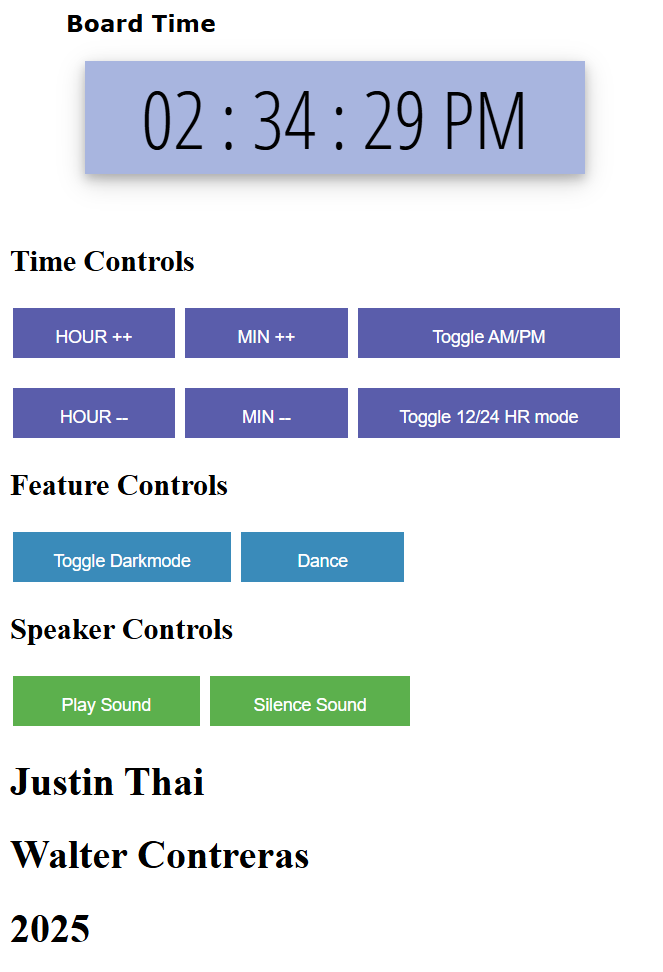 Board Time
02 : 34 : 29 PM
Time Controls
HOUR ++ MIN ++ Toggle AM/PM
HOUR -- MIN -- Toggle 12/24 HR mode
Feature Controls
Toggle Darkmode Dance
Speaker Controls
Play Sound Silence Sound
Justin Thai
Walter Contreras
2025